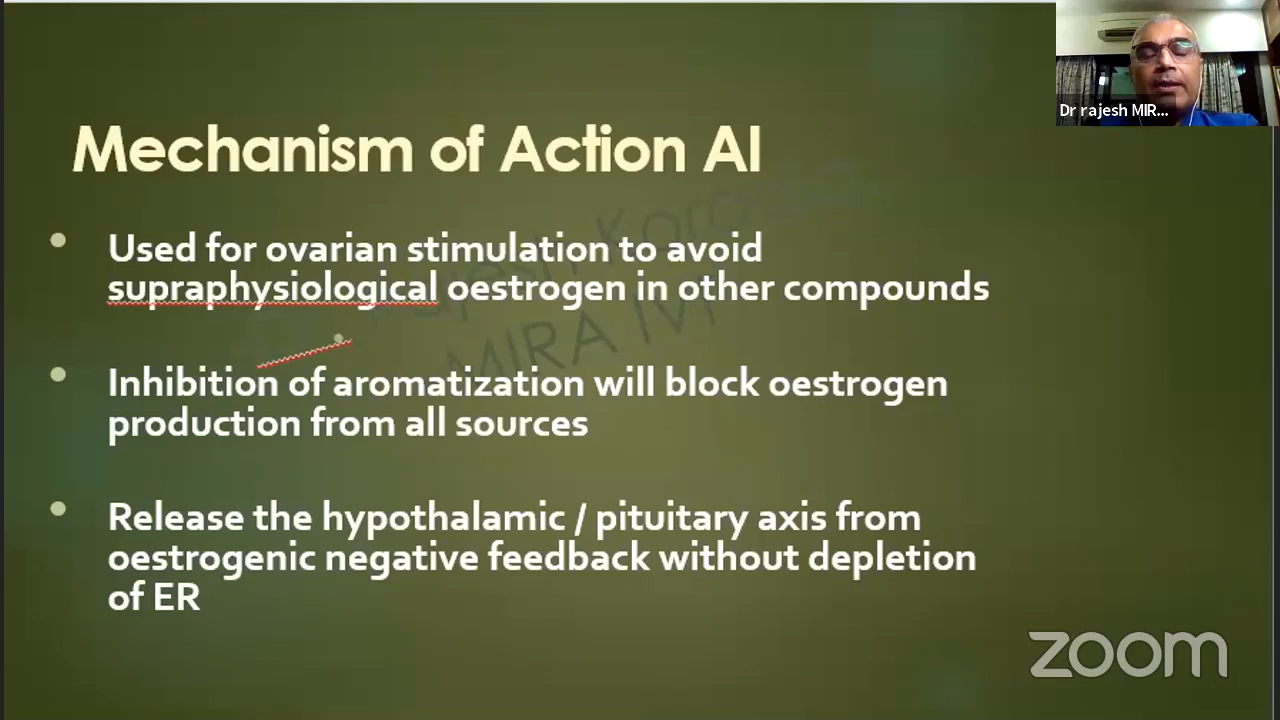 Dr rajesh MIR...
Mechanism of Action AI
• Used for ovarian stimulation to avoid
supraphysiological oestrogen in other compounds
• Inhibition of aromatization will block oestrogen
production from all sources
• Release the hypothalamic / pituitary axis from
oestrogenic negative feedback without depletion
of ER
MIRA IVF
zoom